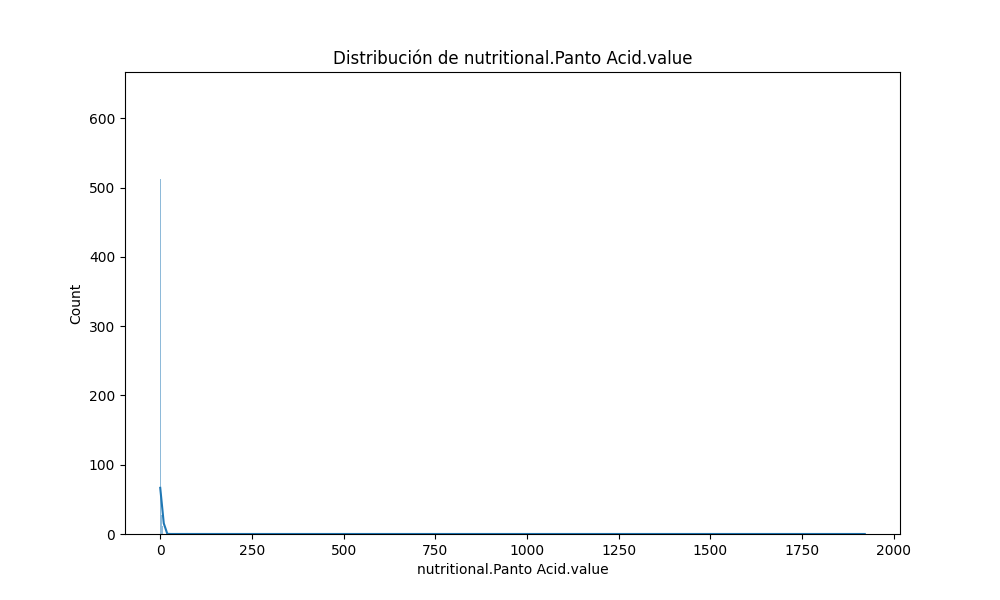 Distribución de nutritional.Panto Acid.value
600
500
400
300
200
100
0
Count
0 250 500 750 1000 1250 1500 1750 2000
nutritional.Panto Acid.value